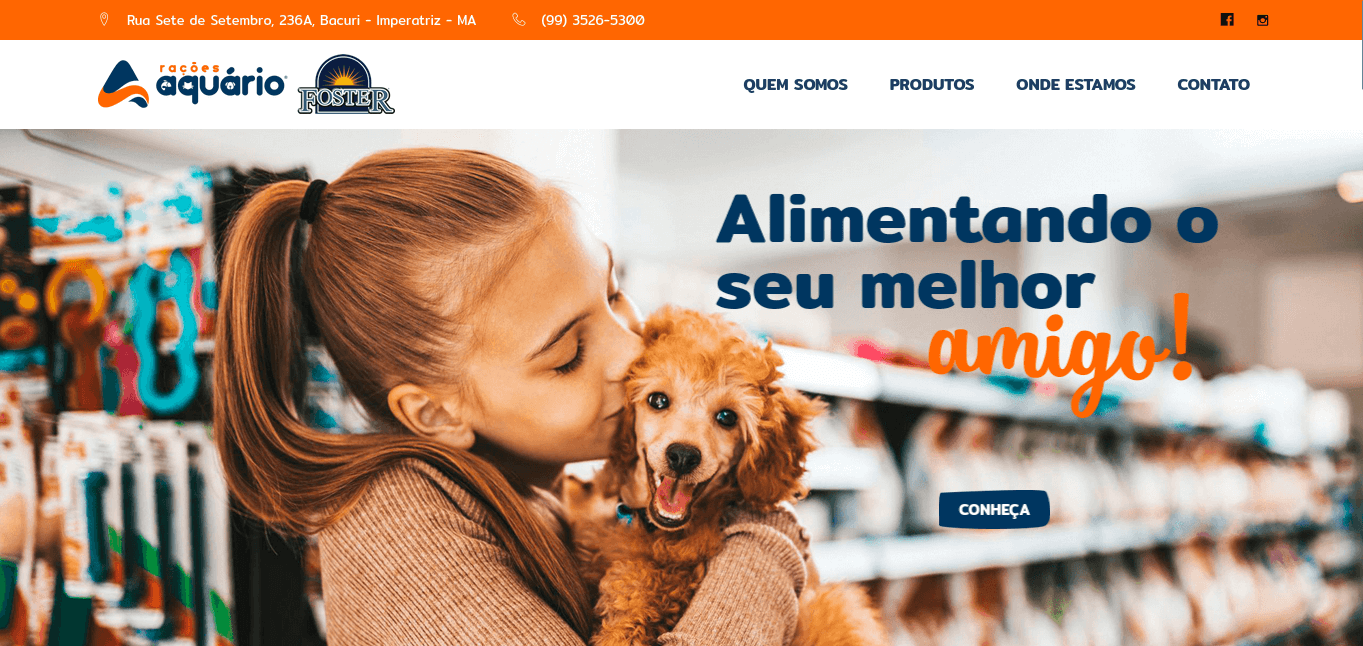 Rua Sete de Setembro, 236A, Bacuri - Imperatriz - MA
(99) 3526-5300
rações
aquário
FOSTER
QUEM SOMOS
PRODUTOS
ONDE ESTAMOS
CONTATO
Alimentando o
seu melhor
amigo!
CONHEÇA